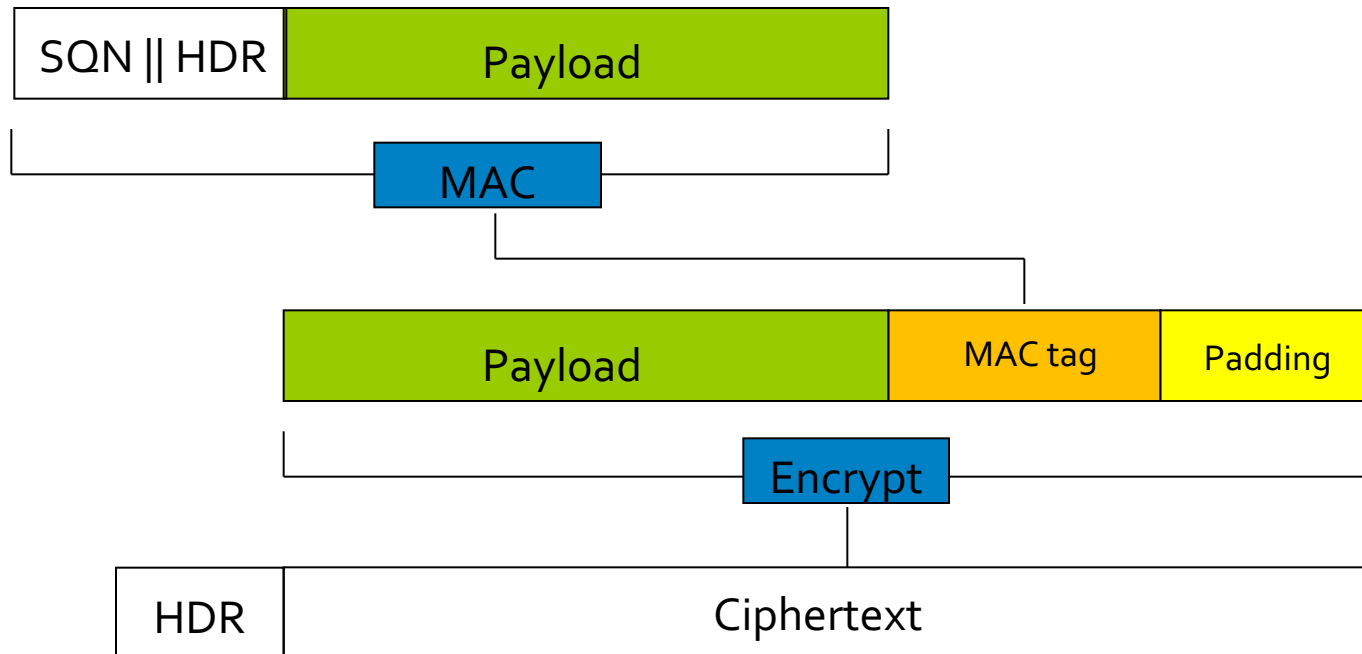 SQN || HDR
Payload
MAC
Payload
MAC tag
Padding
Encrypt
HDR
Ciphertext